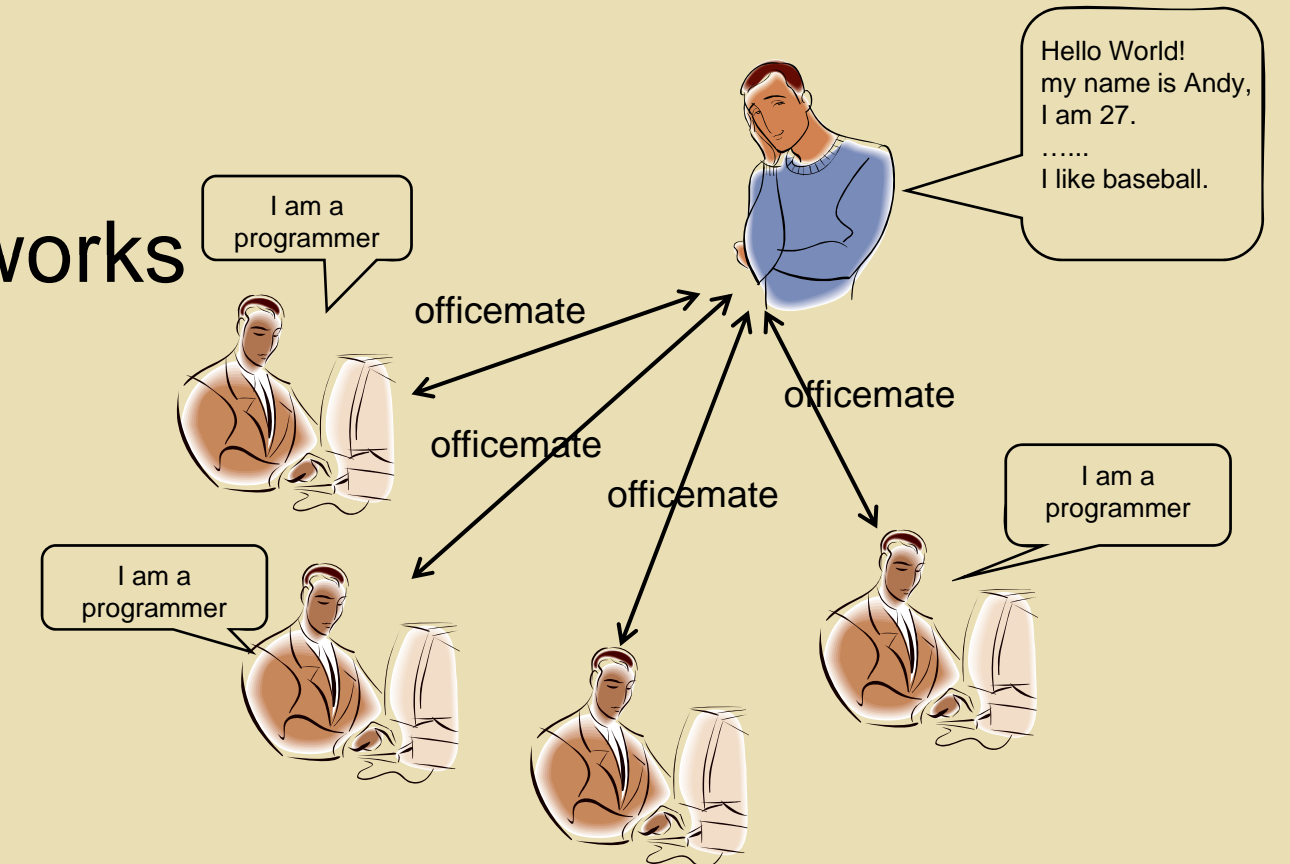 Hello World!
my name is Andy,
I am 27.
…...
I like baseball.
I am a
programmer
works
officemate
officemate
officemate
officemate
I am a
programmer
I am a
programmer